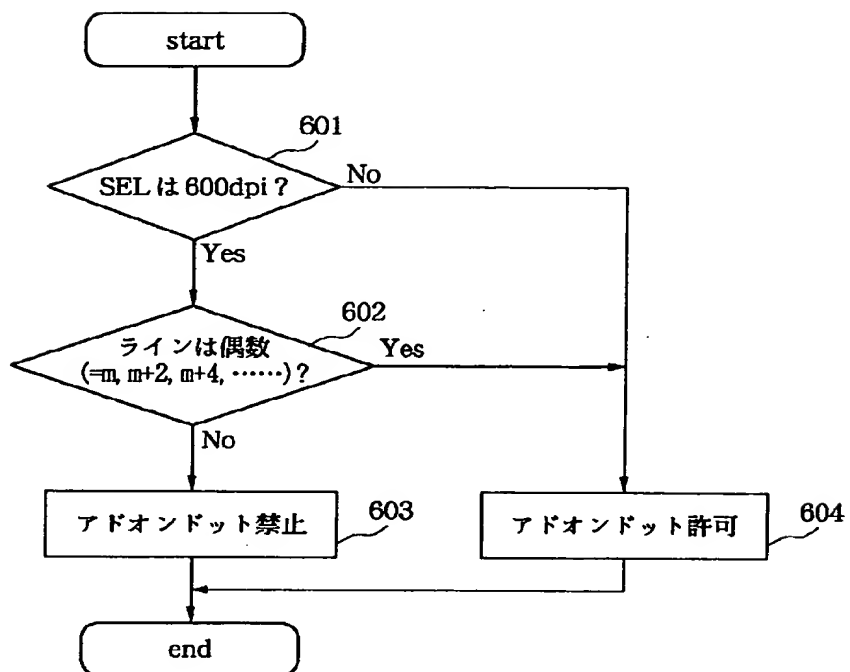 start
601
SEL は 600dpi ?
No
Yes
602
ラインは偶数
(=m, m+2, m+4, ‥‥‥) ?
Yes
No
アドオンドット禁止
603
アドオンドット許可
604
end